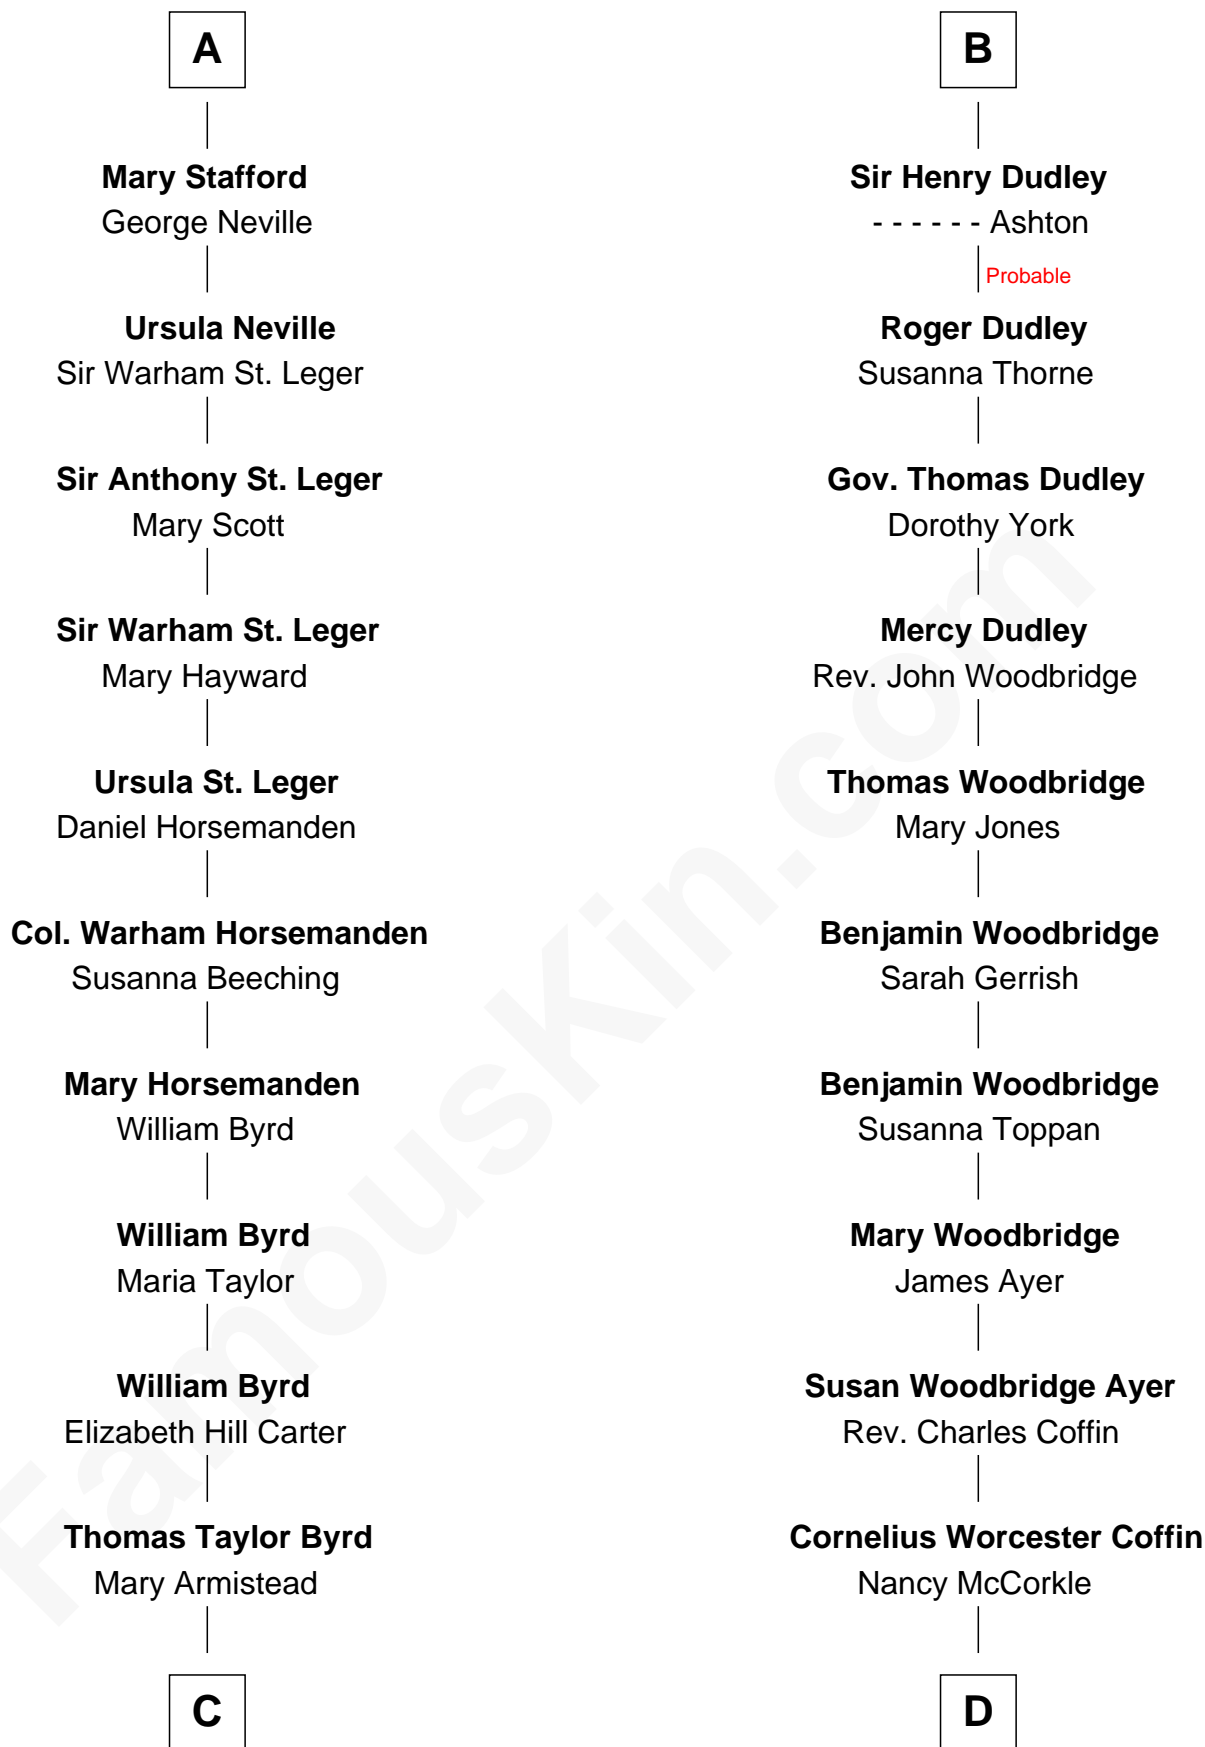 A
Mary Stafford
George Neville
Ursula Neville
Sir Warham St. Leger
Sir Anthony St. Leger
Mary Scott
Sir Warham St. Leger
Mary Hayward
Ursula St. Leger
Daniel Horsemanden
Col. Warham Horsemanden
Susanna Beeching
Mary Horsemanden
William Byrd
William Byrd
Maria Taylor
William Byrd
Elizabeth Hill Carter
Thomas Taylor Byrd
Mary Armistead
C
B
Sir Henry Dudley
- - - - - - Ashton
Probable
Roger Dudley
Susanna Thorne
Gov. Thomas Dudley
Dorothy York
Mercy Dudley
Rev. John Woodbridge
Thomas Woodbridge
Mary Jones
Benjamin Woodbridge
Sarah Gerrish
Benjamin Woodbridge
Susanna Toppan
Mary Woodbridge
James Ayer
Susan Woodbridge Ayer
Rev. Charles Coffin
Cornelius Worcester Coffin
Nancy McCorkle
D
FamousKin.com